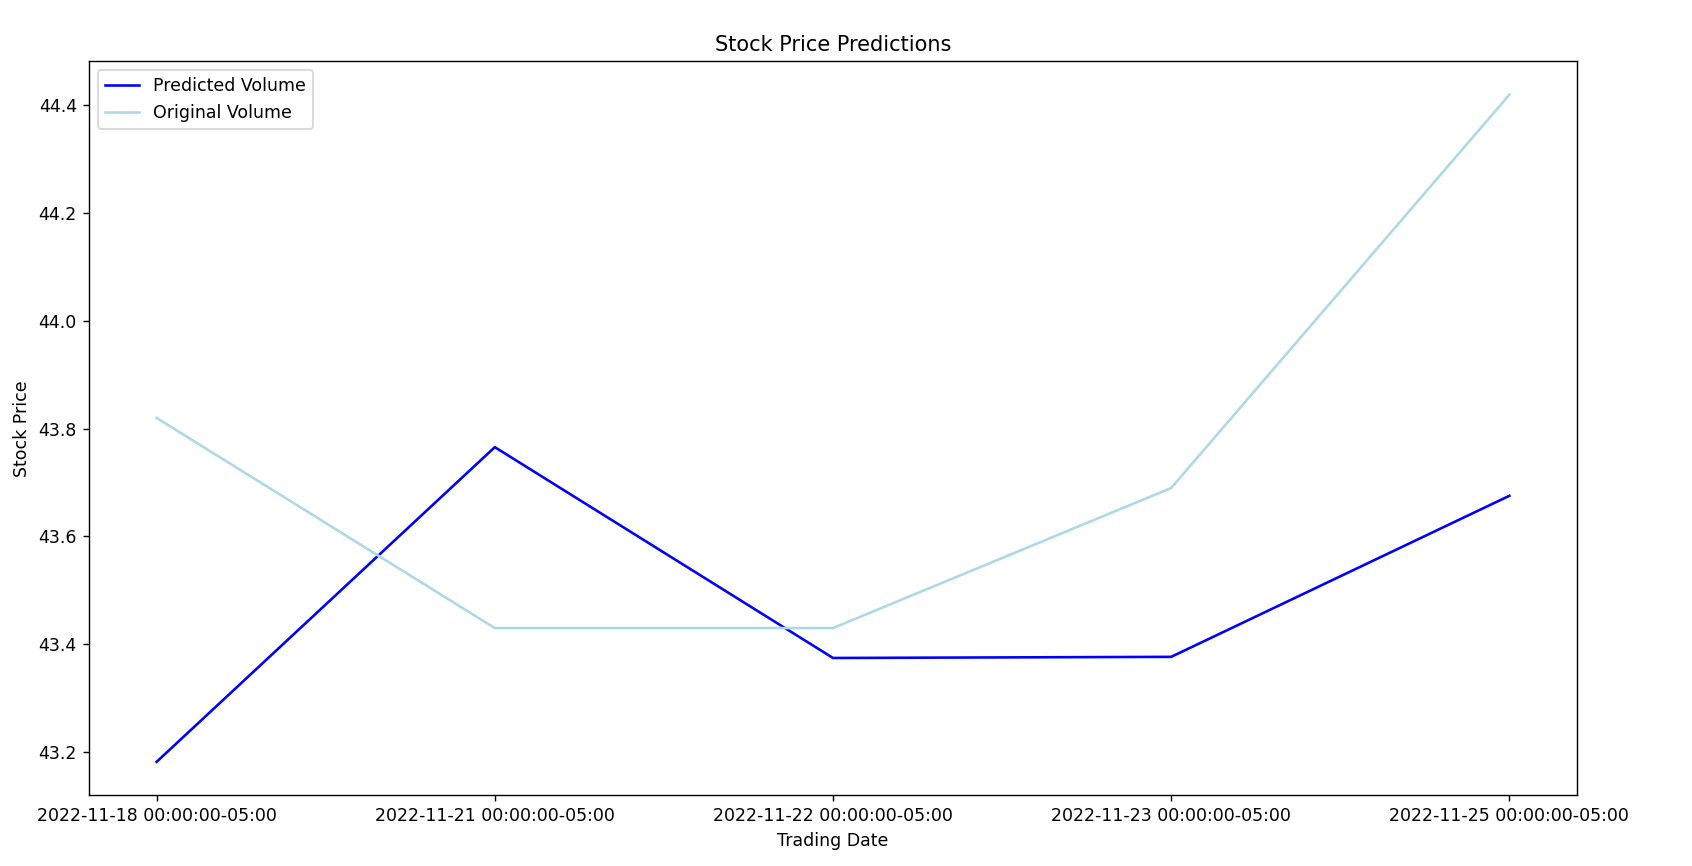 Stock Price Predictions
Predicted Volume
Original Volume
44.4
44.2
44.0
43.8
43.6
43.4
43.2
Stock Price
2022-11-18 00:00:00-05:00
2022-11-21 00:00:00-05:00
2022-11-22 00:00:00-05:00
2022-11-23 00:00:00-05:00
2022-11-25 00:00:00-05:00
Trading Date